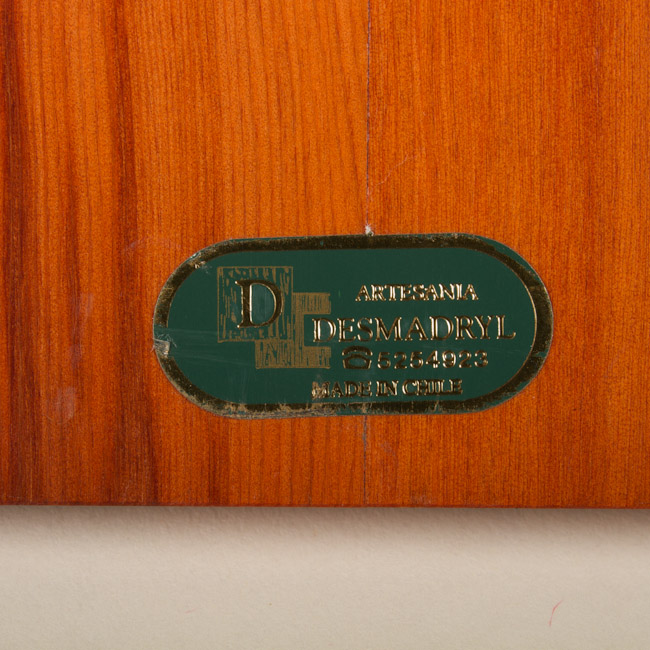 D
ARTESANIA
DESMADRYL
☎5254923
MADE IN CHILE